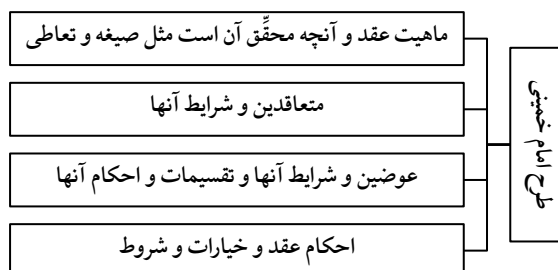 طرح امام خمینی
ماهیت عقد و آنچه محقِّق آن است مثل صیغه و تعاطی
متعاقدین و شرایط آنها
عوضین و شرایط آنها و تقسیمات و احکام آنها
احکام عقد و خیارات و شروط